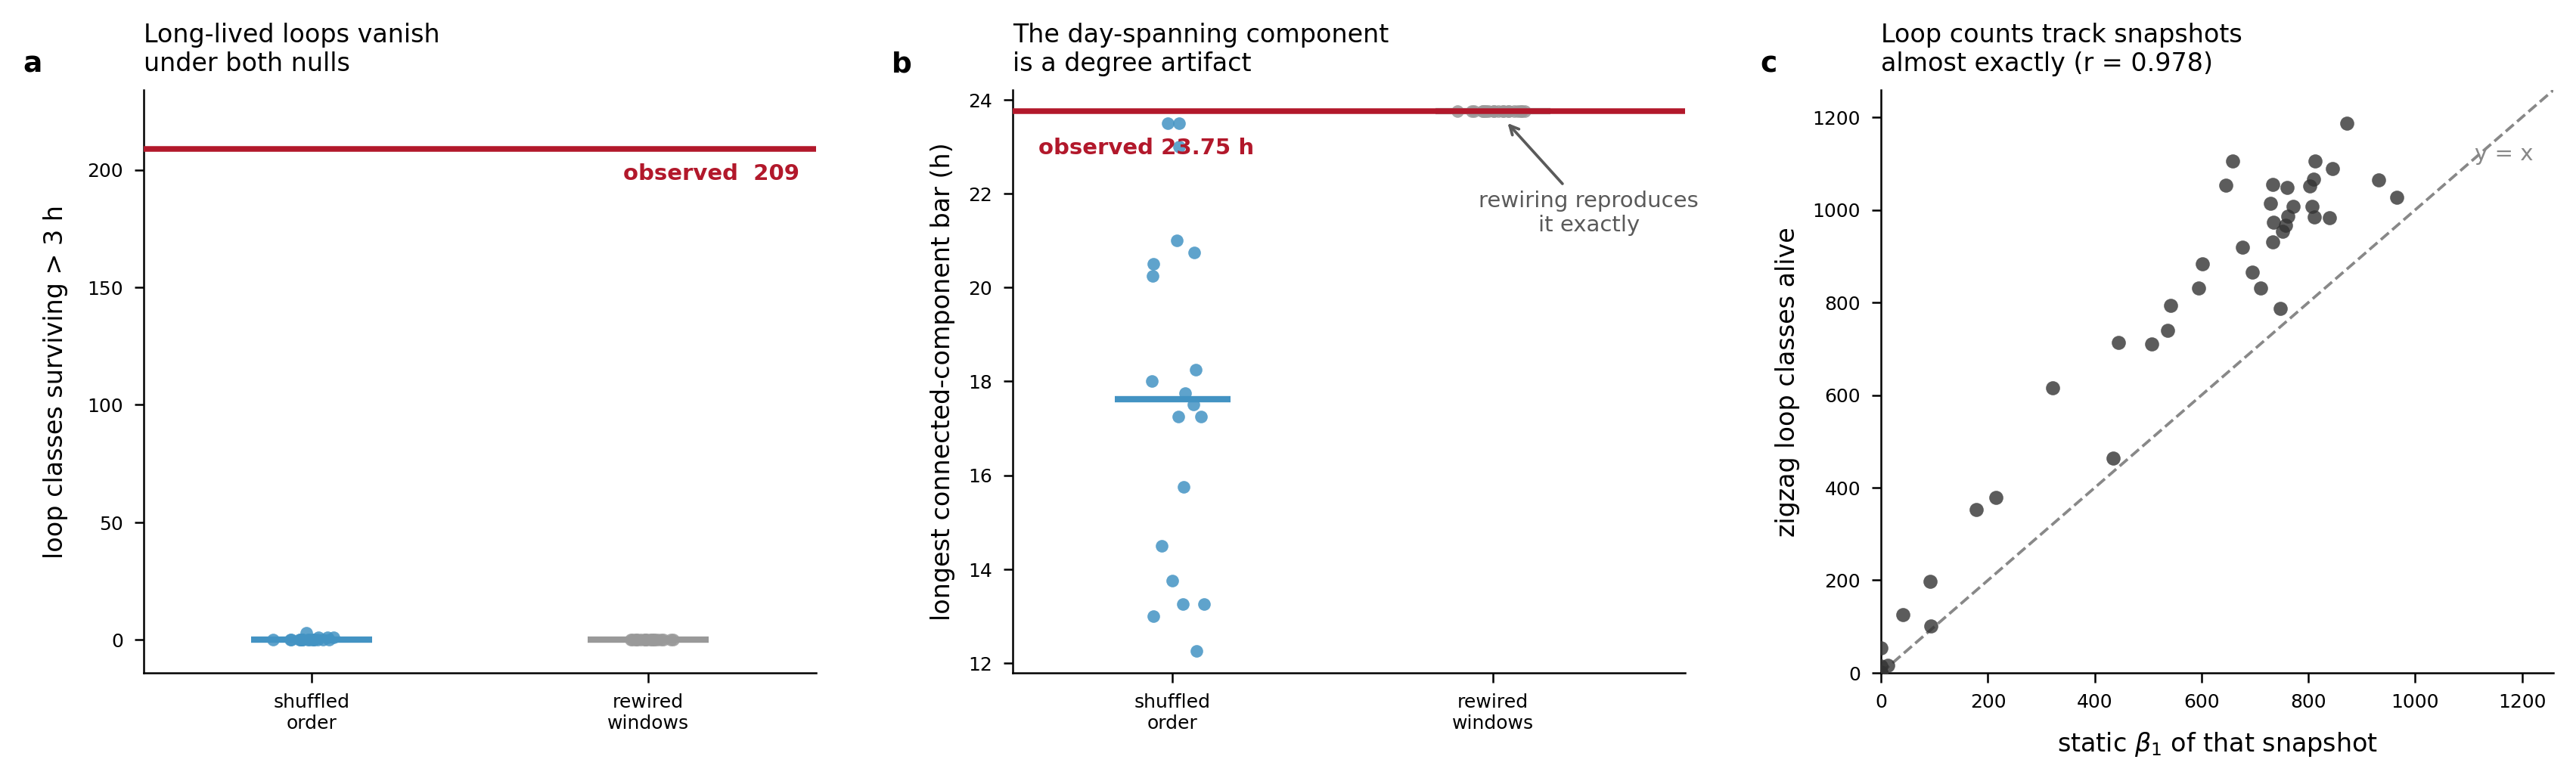 a
Long-lived loops vanish
under both nulls
loop classes surviving > 3 h
200
150
100
50
0
observed  209
shuffled
order
rewired
windows
b
The day-spanning component
is a degree artifact
longest connected-component bar (h)
24
22
20
18
16
14
12
observed 23.75 h
rewiring reproduces
it exactly
shuffled
order
rewired
windows
c
Loop counts track snapshots
almost exactly (r = 0.978)
zigzag loop classes alive
1200
1000
800
600
400
200
0
y = x
0 200 400 600 800 1000 1200
static β₁ of that snapshot